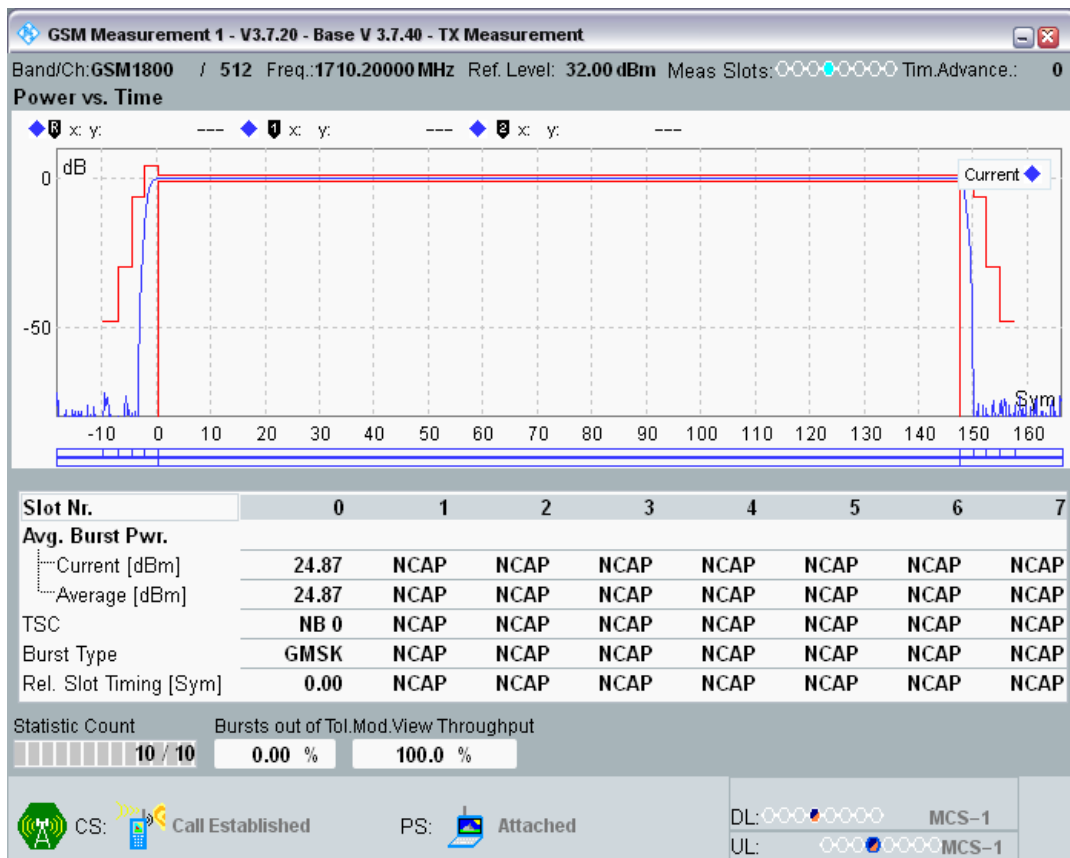 GSM Measurement 1 - V3.7.20 - Base V 3.7.40 - TX Measurement
Band/Ch:GSM1800 / 512 Freq.:1710.20000 MHz Ref. Level: 32.00 dBm Meas Slots: Tim.Advance.: 0
Power vs. Time
R x: y: --- 1 x: y: --- 2 x: y: ---
dB
Current
0
-50
Sym
-10 0 10 20 30 40 50 60 70 80 90 100 110 120 130 140 150 160
Slot Nr. 0 1 2 3 4 5 6 7
Avg. Burst Pwr.
Current [dBm] 24.87 NCAP NCAP NCAP NCAP NCAP NCAP NCAP
Average [dBm] 24.87 NCAP NCAP NCAP NCAP NCAP NCAP NCAP
TSC NB 0 NCAP NCAP NCAP NCAP NCAP NCAP NCAP
Burst Type GMSK NCAP NCAP NCAP NCAP NCAP NCAP NCAP
Rel. Slot Timing [Sym] 0.00 NCAP NCAP NCAP NCAP NCAP NCAP NCAP
Statistic Count Bursts out of Tol. Mod.View Throughput
10 / 10 0.00 % 100.0 %
CS: Call Established PS: Attached
DL: MCS-1
UL: MCS-1